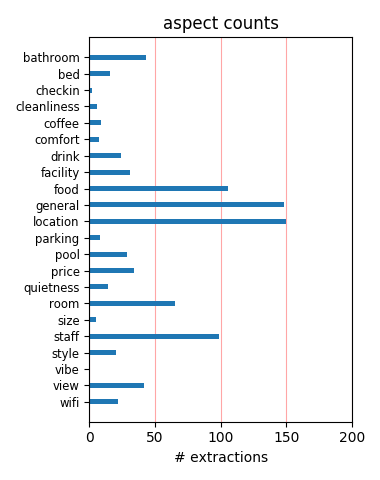 aspect counts
bathroom
bed
checkin
cleanliness
coffee
comfort
drink
facility
food
general
location
parking
pool
price
quietness
room
size
staff
style
vibe
view
wifi
0 50 100 150 200
# extractions